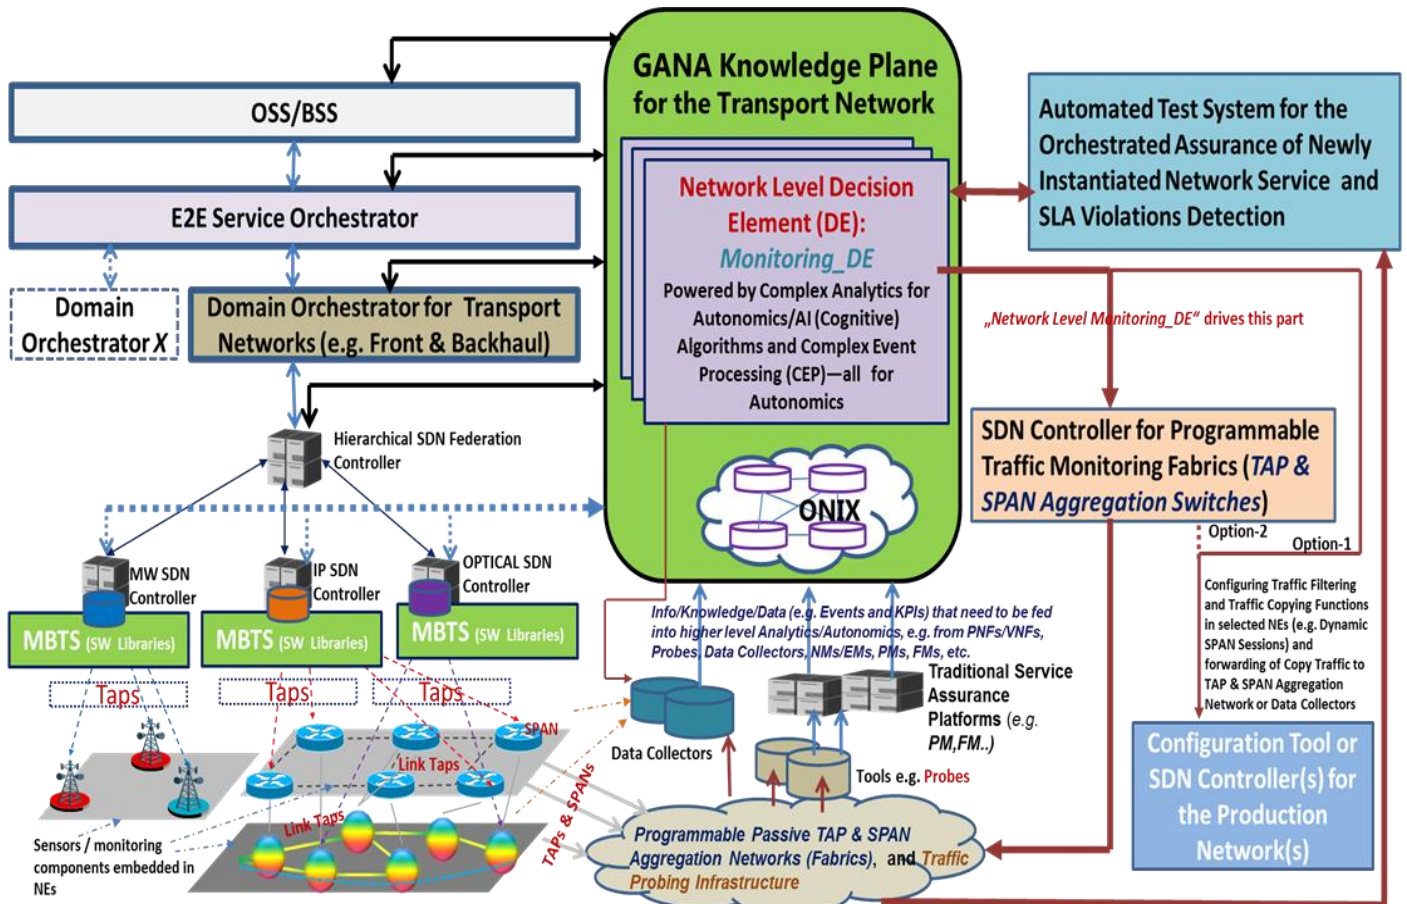 GANA Knowledge Plane
for the Transport Network
OSS/BSS
E2E Service Orchestrator
Domain
Orchestrator X
Domain Orchestrator for Transport
Networks (e.g. Front & Backhaul)
Network Level Decision
Element (DE):
Monitoring_DE
Powered by Complex Analytics for
Autonomics/AI (Cognitive)
Algorithms and Complex Event
Processing (CEP)—all for
Autonomics
ONIX
Automated Test System for the
Orchestrated Assurance of Newly
Instantiated Network Service and
SLA Violations Detection
„Network Level Monitoring_DE“ drives this part
SDN Controller for Programmable
Traffic Monitoring Fabrics (TAP &
SPAN Aggregation Switches)
Option-2
Option-1
Configuring Traffic Filtering
and Traffic Copying Functions
in selected NEs (e.g. Dynamic
SPAN Sessions) and
forwarding of Copy Traffic to
TAP & SPAN Aggregation
Network or Data Collectors
Configuration Tool or
SDN Controller(s) for
the Production
Network(s)
Hierarchical SDN Federation
Controller
MW SDN
Controller
IP SDN
Controller
OPTICAL SDN
Controller
MBTS (SW Libraries)
MBTS (SW Libraries)
MBTS (SW Libraries)
Taps
Taps
Taps
SPAN
Link Taps
Link Taps
TAPs & SPANs
Sensors / monitoring
components embedded in
NEs
Info/Knowledge/Data (e.g. Events and KPIs) that need to be fed
into higher level Analytics/Autonomics, e.g. from PNFs/VNFs,
Probes, Data Collectors, NMs/EMs, PMs, FMs, etc.
Traditional Service
Assurance
Platforms (e.g.
PM,FM..)
Data Collectors
Tools e.g. Probes
Programmable Passive TAP & SPAN
Aggregation Networks (Fabrics), and Traffic
Probing Infrastructure